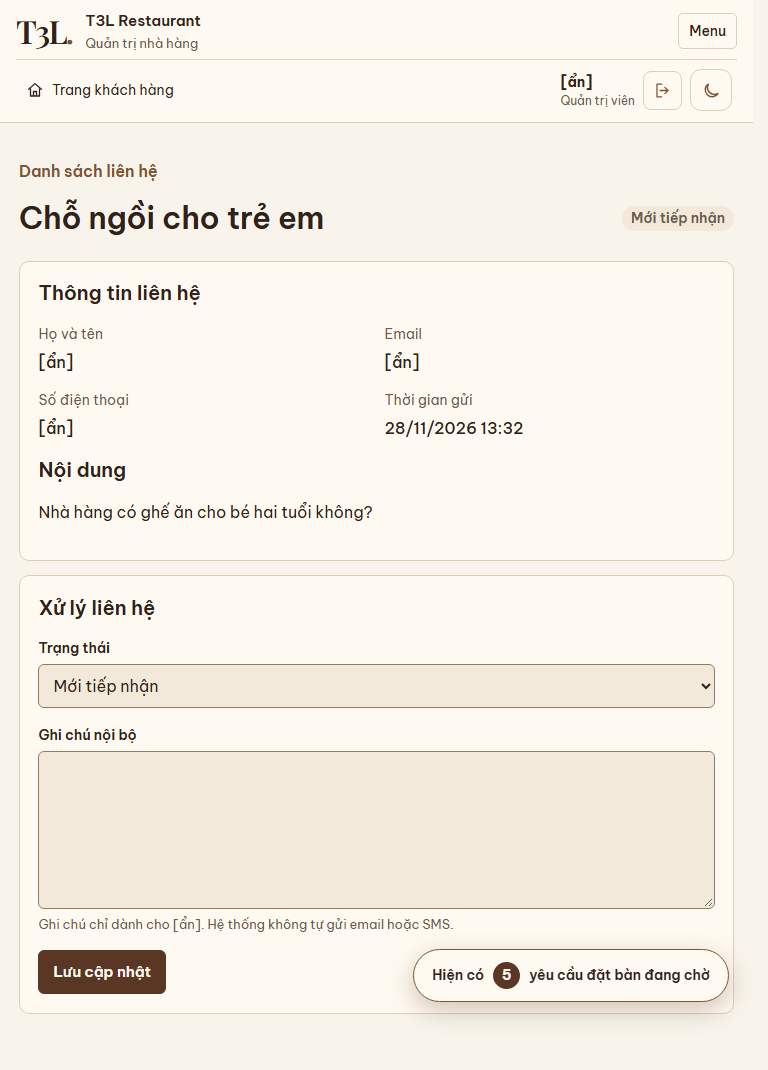 T3L.
T3L Restaurant
Quản trị nhà hàng
Menu
Trang khách hàng
[ẩn]
Quản trị viên
Danh sách liên hệ
Chỗ ngồi cho trẻ em
Mới tiếp nhận
Thông tin liên hệ
Họ và tên
Email
[ẩn]
[ẩn]
Số điện thoại
Thời gian gửi
[ẩn]
28/11/2026 13:32
Nội dung
Nhà hàng có ghế ăn cho bé hai tuổi không?
Xử lý liên hệ
Trạng thái
Mới tiếp nhận
Ghi chú nội bộ
Ghi chú chỉ dành cho [ẩn]. Hệ thống không tự gửi email hoặc SMS.
Lưu cập nhật
Hiện có 5 yêu cầu đặt bàn đang chờ